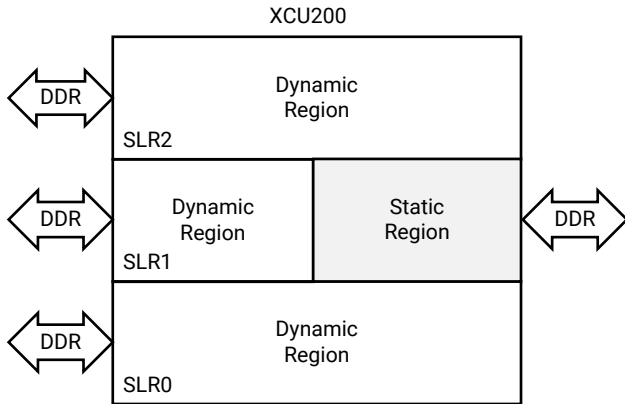 XCU200
DDR
Dynamic
Region
SLR2
DDR
Dynamic
Region
SLR1
Static
Region
DDR
DDR
Dynamic
Region
SLR0